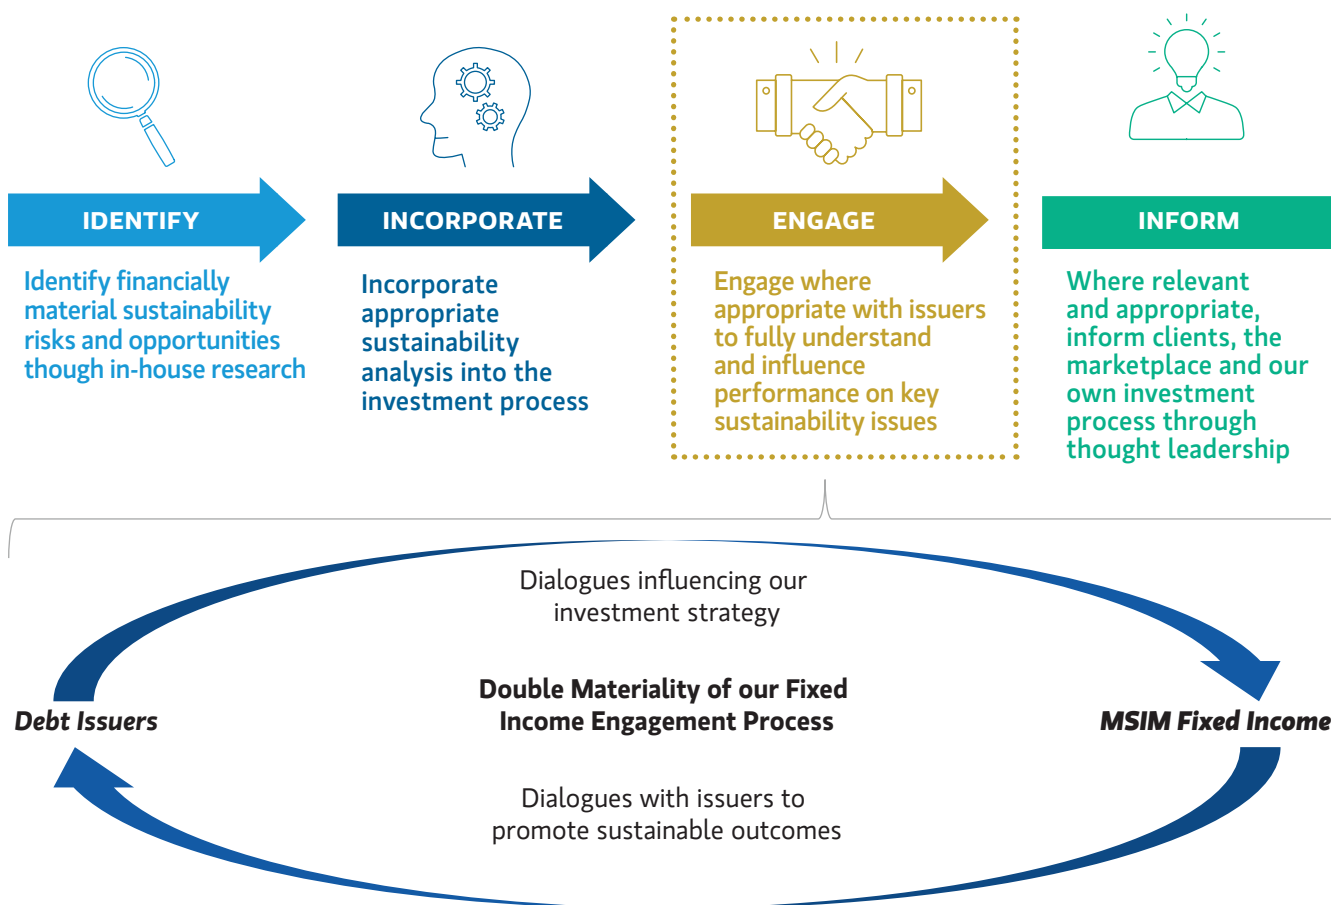 IDENTIFY
Identify financially
material sustainability
risks and opportunities
though in-house research
INCORPORATE
Incorporate
appropriate
sustainability
analysis into the
investment process
ENGAGE
Engage where
appropriate with issuers
to fully understand
and influence
performance on key
sustainability issues
INFORM
Where relevant
and appropriate,
inform clients, the
marketplace and our
own investment
process through
thought leadership
Dialogues influencing our
investment strategy
Double Materiality of our Fixed
Income Engagement Process
Debt Issuers
MSIM Fixed Income
Dialogues with issuers to
promote sustainable outcomes